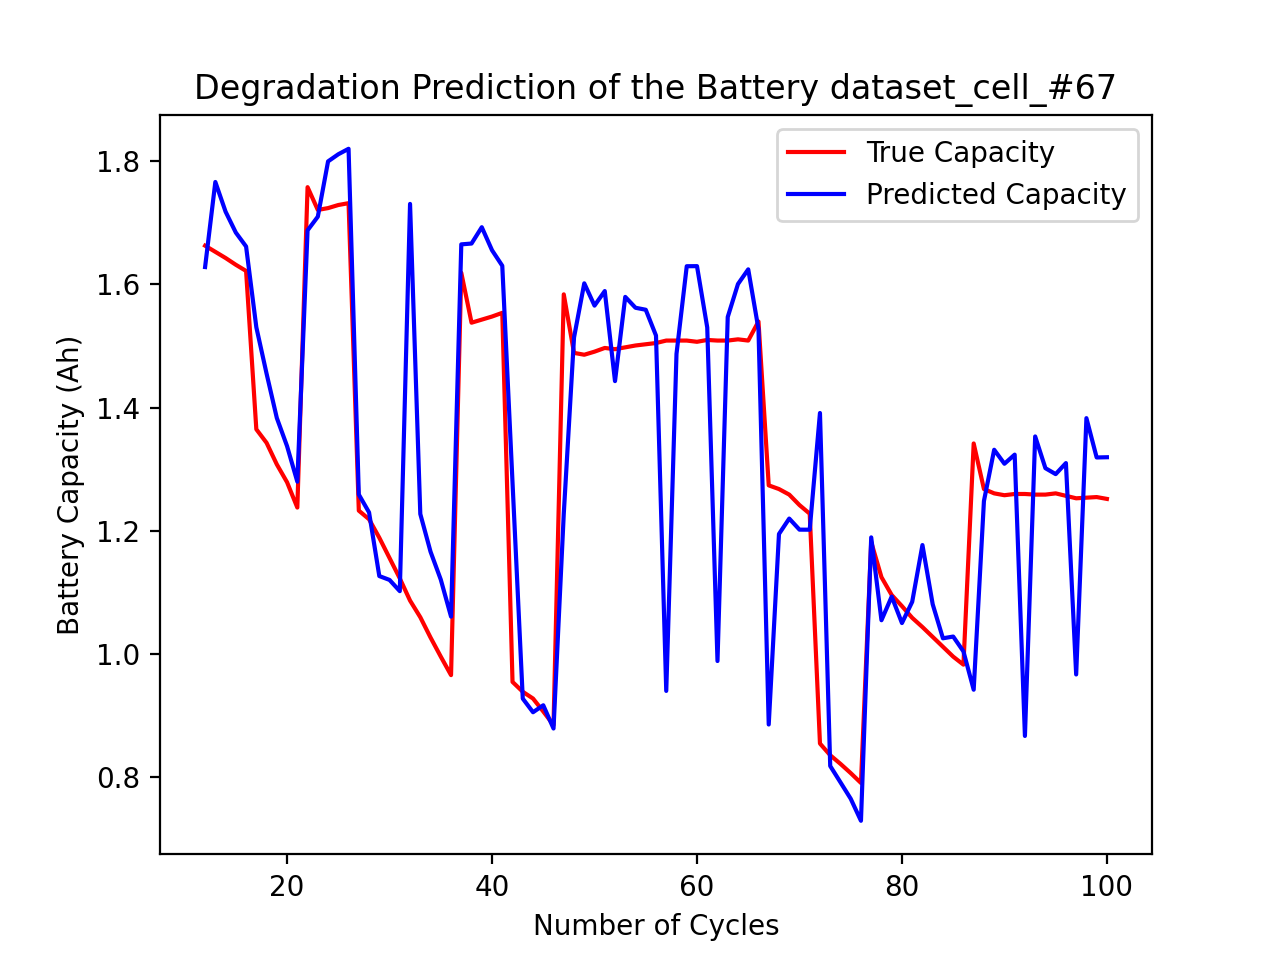 Degradation Prediction of the Battery dataset_cell_#67
True Capacity
Predicted Capacity
Battery Capacity (Ah)
1.8
1.6
1.4
1.2
1.0
0.8
20 40 60 80 100
Number of Cycles